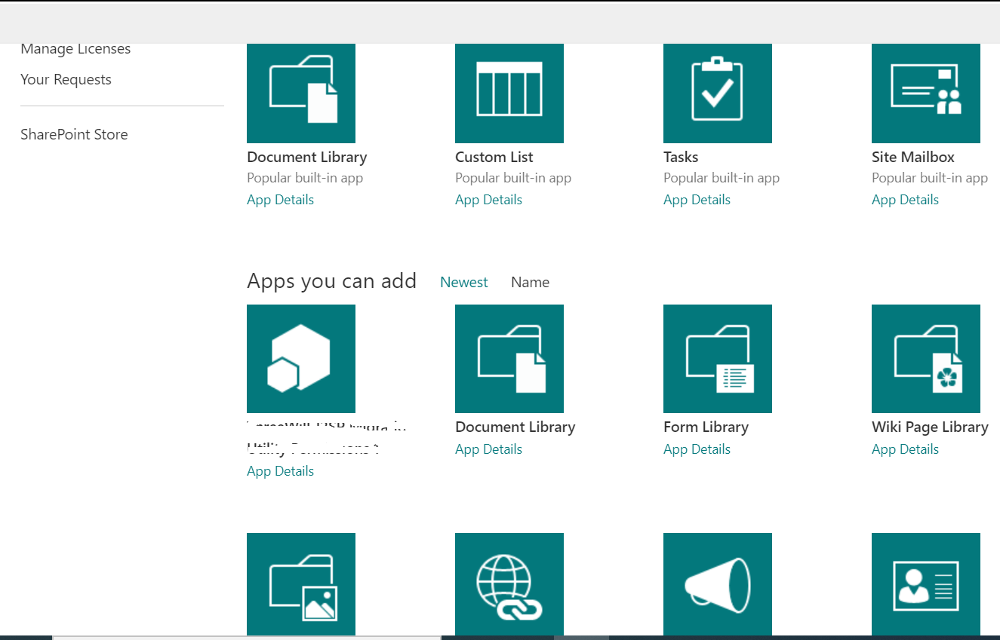 Manage Licenses
Your Requests
SharePoint Store
Document Library
Popular built-in app
App Details
Custom List
Popular built-in app
App Details
Tasks
Popular built-in app
App Details
Site Mailbox
Popular built-in app
App Details
Apps you can add
Newest
Name
Utility Permissions
App Details
Document Library
App Details
Form Library
App Details
Wiki Page Library
App Details